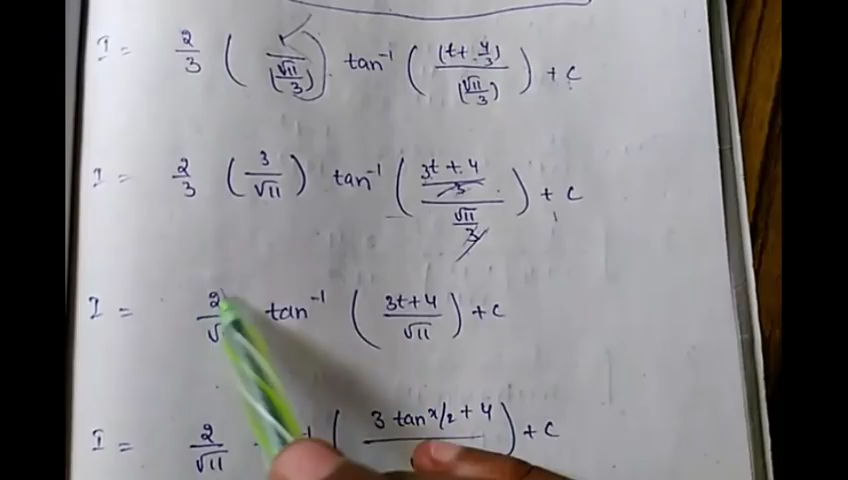 I = 2/3 ( 1/(√11/3) ) tan⁻¹ ( (t + 4/3)/(√11/3) ) + c
I = 2/3 ( 3/√11 ) tan⁻¹ ( ((3t + 4)/3)/(√11/3) ) + c
I = 2/√ tan⁻¹ ( (3t+4)/√11 ) + c
I = 2/√11 ( 3 tan x/2 + 4 ) + c